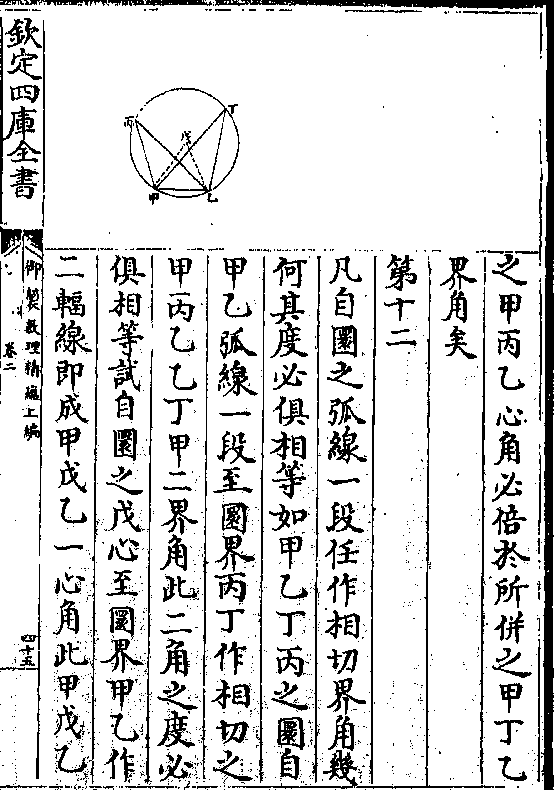 之甲丙乙心角必倍於所併之甲丁乙
界角矣
第十二
凡自圜之弧線一段任作相切界角幾
何其度必俱相等如甲乙丁丙之圜自
甲乙弧線一段至圜界丙丁作相切之
甲丙乙乙丁甲二界角此二角之度必
俱相等試自圜之戊心至圜界甲乙作
二輻線即成甲戊乙一心角此甲戊乙
丁
丙
戊
甲
乙
欽定四庫全書
御製數理精蘊上編
卷二
四十五